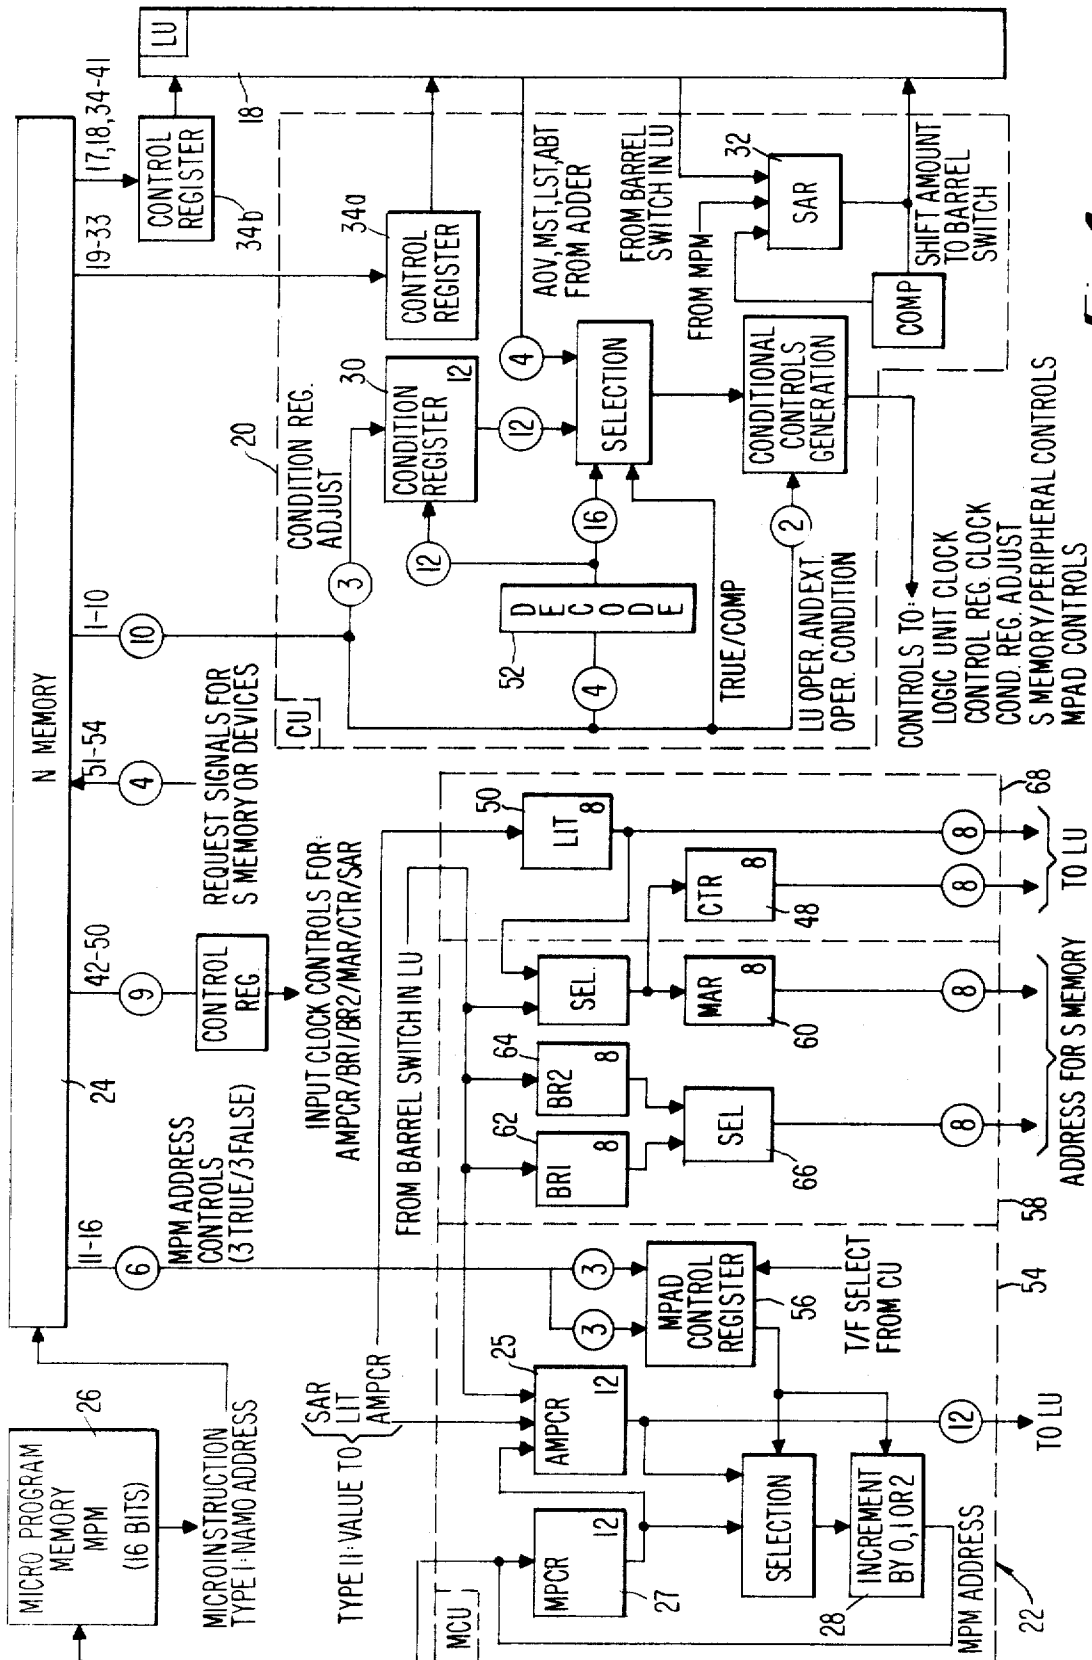 MICRO PROGRAM
MEMORY
MPM
(16 BITS)
26
MICROINSTRUCTION
TYPE I: NANO ADDRESS
N MEMORY
24
11-16
6
MPM ADDRESS
CONTROLS
(3 TRUE/3 FALSE)
42-50
9
CONTROL
REG.
INPUT CLOCK CONTROLS FOR:
AMPCR/BR1/BR2/MAR/CTR/SAR
51-54
4
REQUEST SIGNALS FOR
S MEMORY OR DEVICES
1-10
10
19-33
17,18,34-41
CONTROL
REGISTER
34b
LU
18
TYPE II: VALUE TO
SAR
LIT
AMPCR
FROM BARREL SWITCH IN LU
MCU
MPCR
12
27
AMPCR
12
25
3
3
MPAD
CONTROL
REGISTER
56
T/F SELECT
FROM CU
SELECTION
INCREMENT
BY 0,1 OR 2
28
MPM ADDRESS
22
12
TO LU
54
BR1
8
62
BR2
8
64
SEL
66
SEL.
MAR
8
60
8
8
ADDRESS FOR S MEMORY
58
LIT
8
50
CTR
8
48
8
8
TO LU
68
CU
20
CONDITION REG.
ADJUST
3
CONDITION
REGISTER
12
30
12
12
CONTROL
REGISTER
34a
DECODE
52
4
16
4
AOV,MST,LST,ABT
FROM ADDER
SELECTION
TRUE/COMP
LU OPER. AND EXT.
OPER. CONDITION
2
CONDITIONAL
CONTROLS
GENERATION
FROM BARREL
SWITCH IN LU
FROM MPM
SAR
32
COMP
SHIFT AMOUNT
TO BARREL
SWITCH
CONTROLS TO:
LOGIC UNIT CLOCK
CONTROL REG. CLOCK
COND. REG. ADJUST
S MEMORY/PERIPHERAL CONTROLS
MPAD CONTROLS